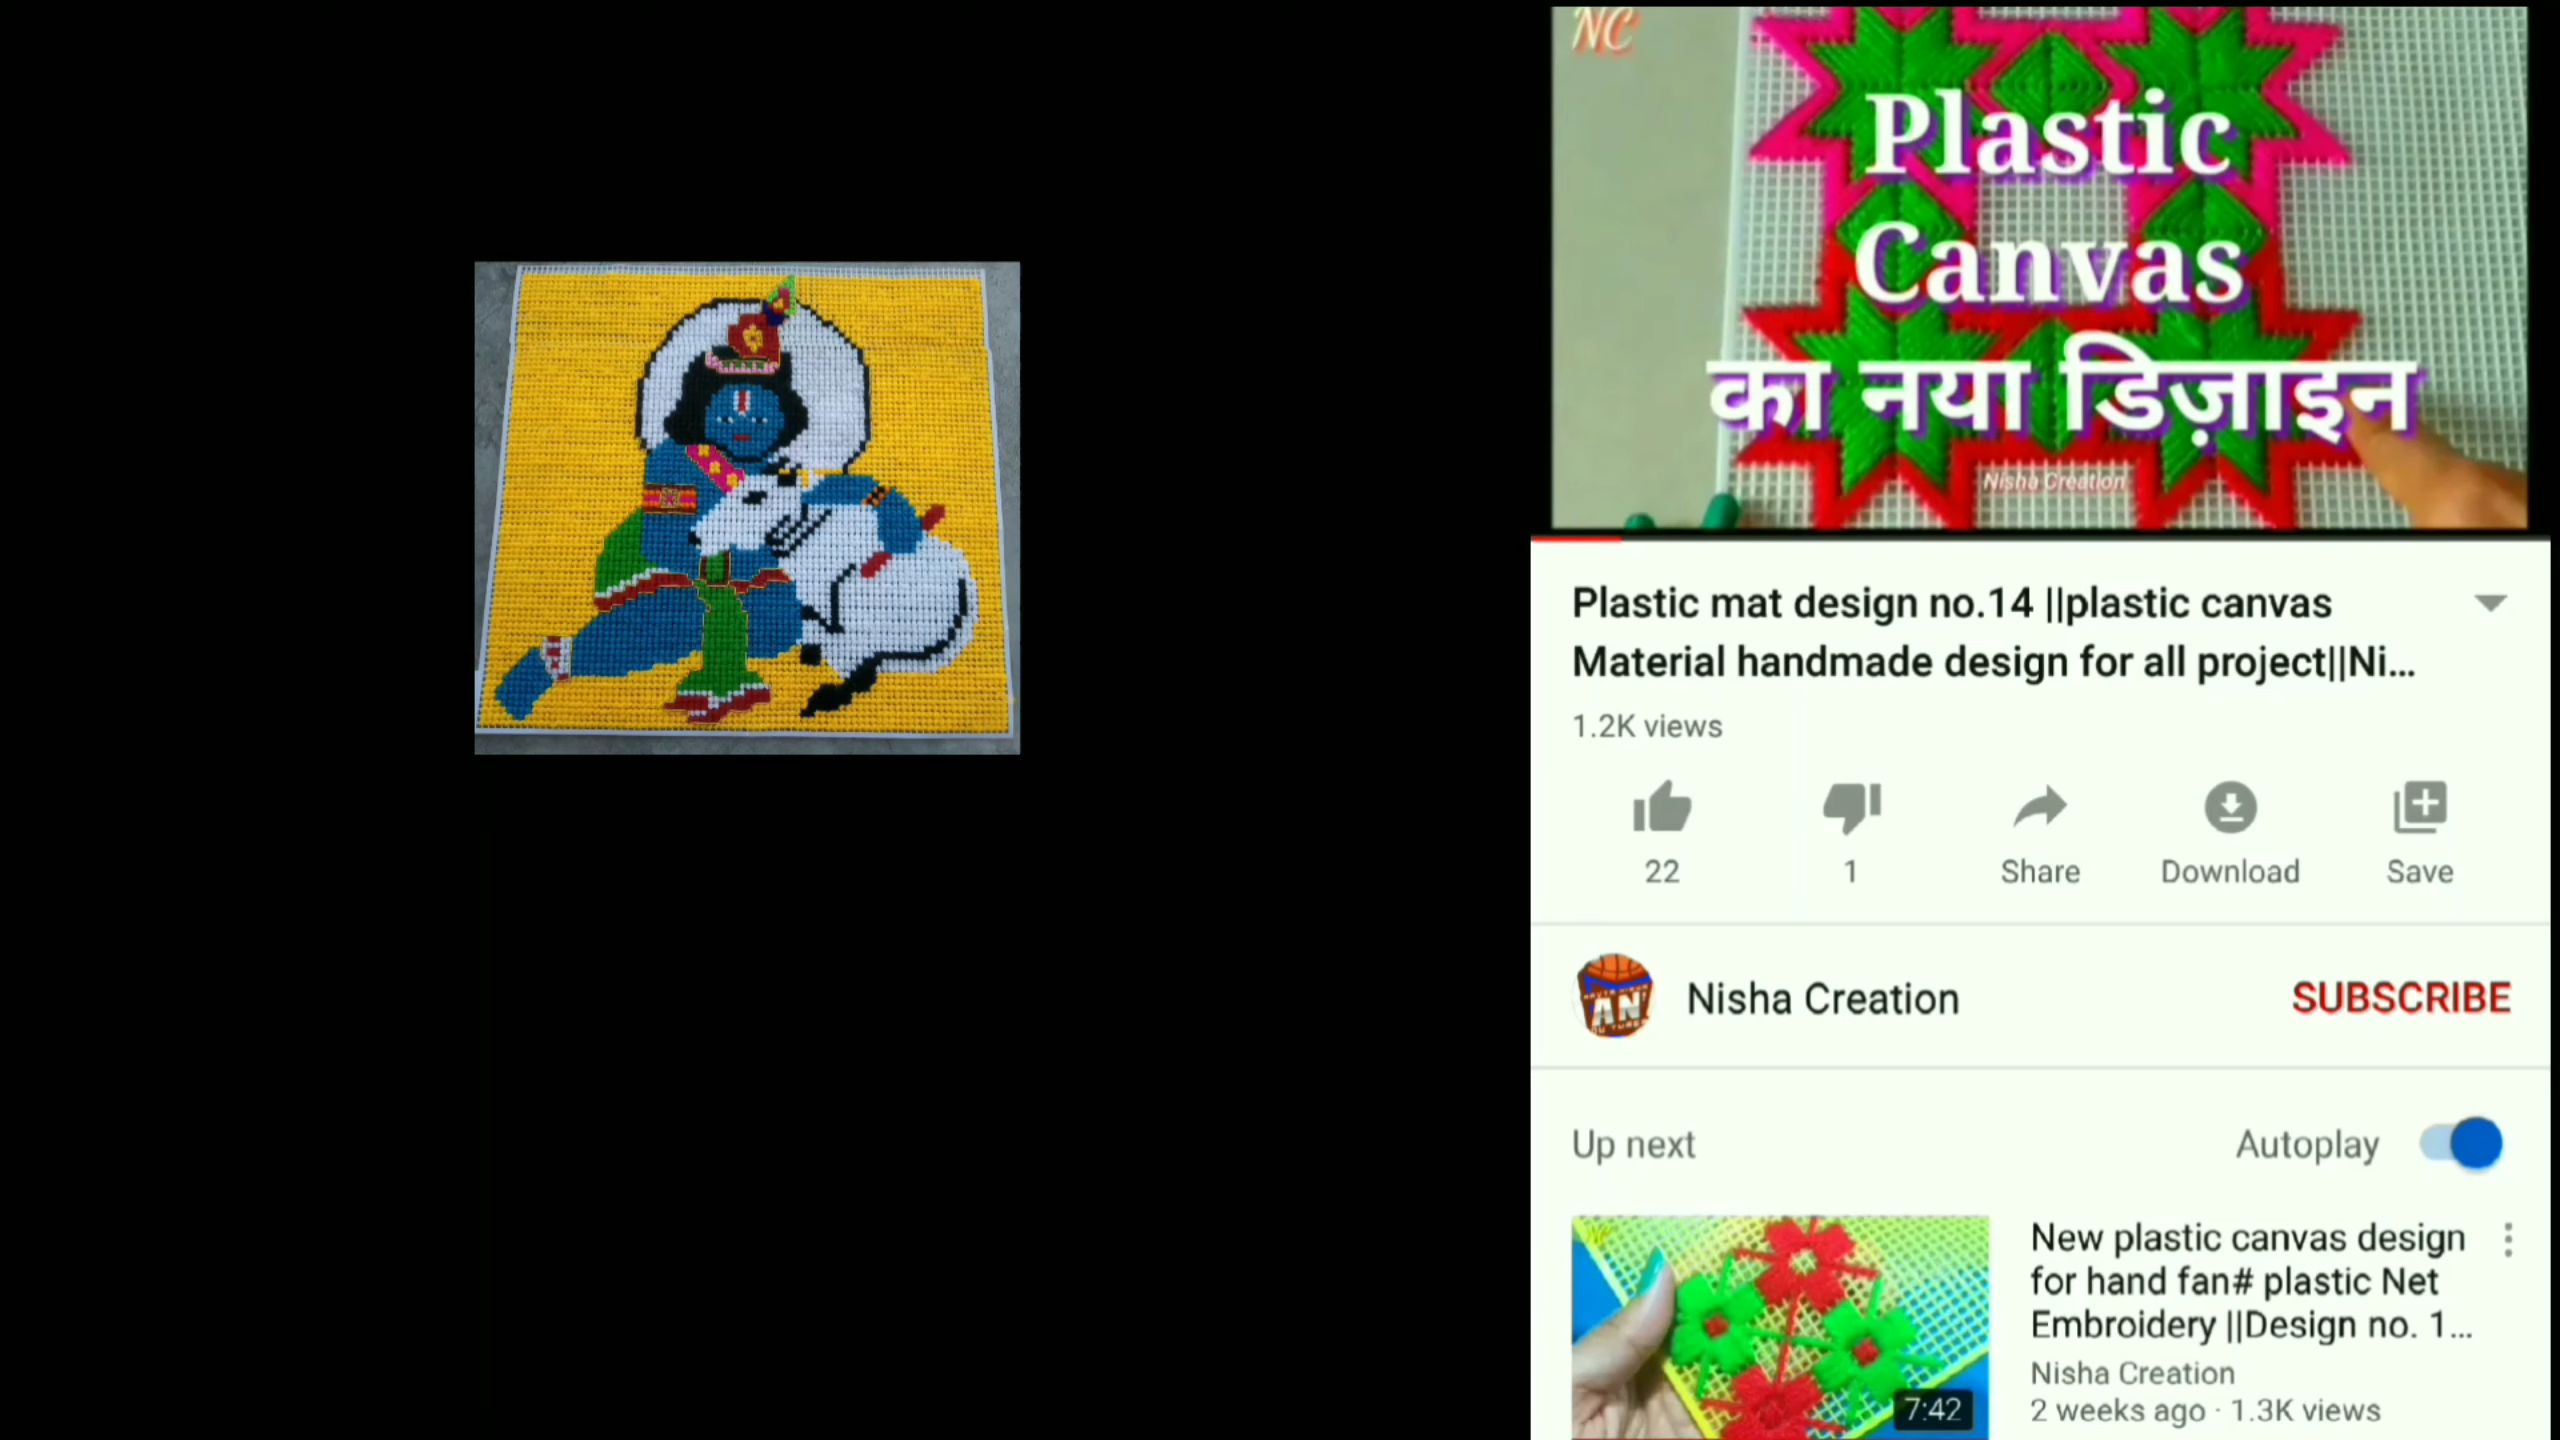 NC
Plastic
Canvas
का नया डिज़ाइन
Nisha Creation
Plastic mat design no.14 ||plastic canvas
Material handmade design for all project||Ni...
1.2K views
22
1
Share
Download
Save
AN
Nisha Creation
SUBSCRIBE
Up next
Autoplay
New plastic canvas design
for hand fan# plastic Net
Embroidery ||Design no. 1...
Nisha Creation
2 weeks ago · 1.3K views
7:42